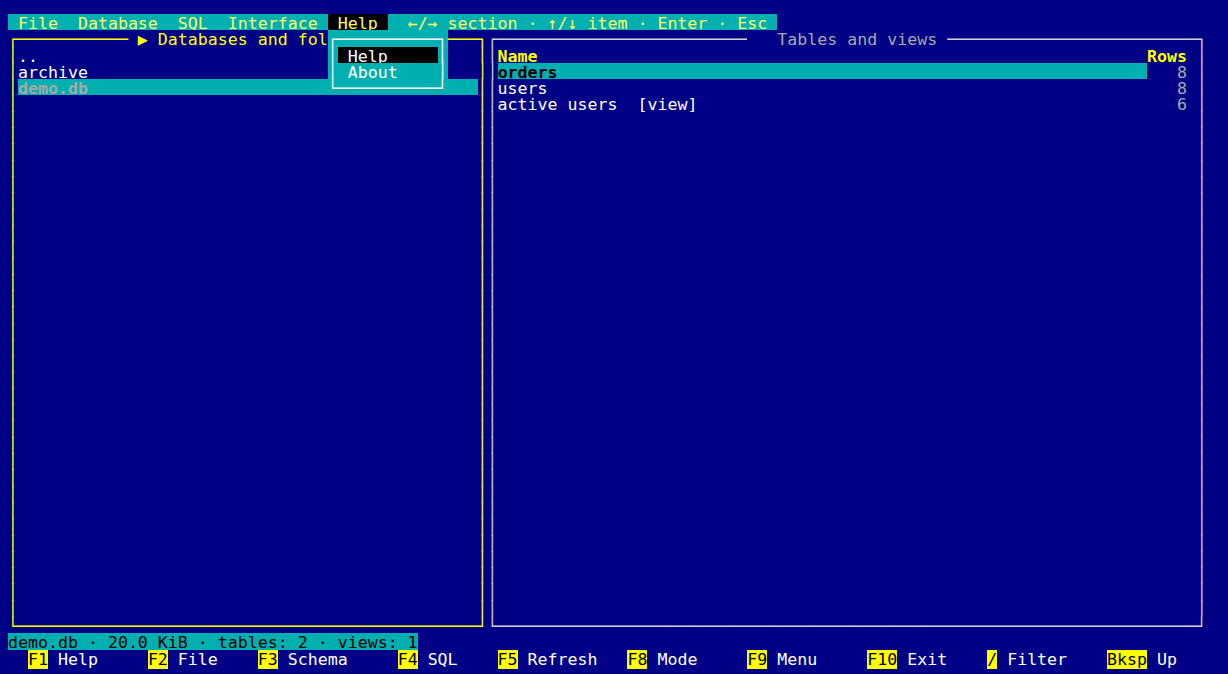 File  Database  SQL  Interface  Help  ←/→ section · ↑/↓ item · Enter · Esc
▶ Databases and fol
Tables and views
Help
About
..
archive
demo.db
Name  Rows
orders  8
users  8
active users  [view]  6
demo.db · 20.0 KiB · tables: 2 · views: 1
F1 Help  F2 File  F3 Schema  F4 SQL  F5 Refresh  F8 Mode  F9 Menu  F10 Exit  / Filter  Bksp Up